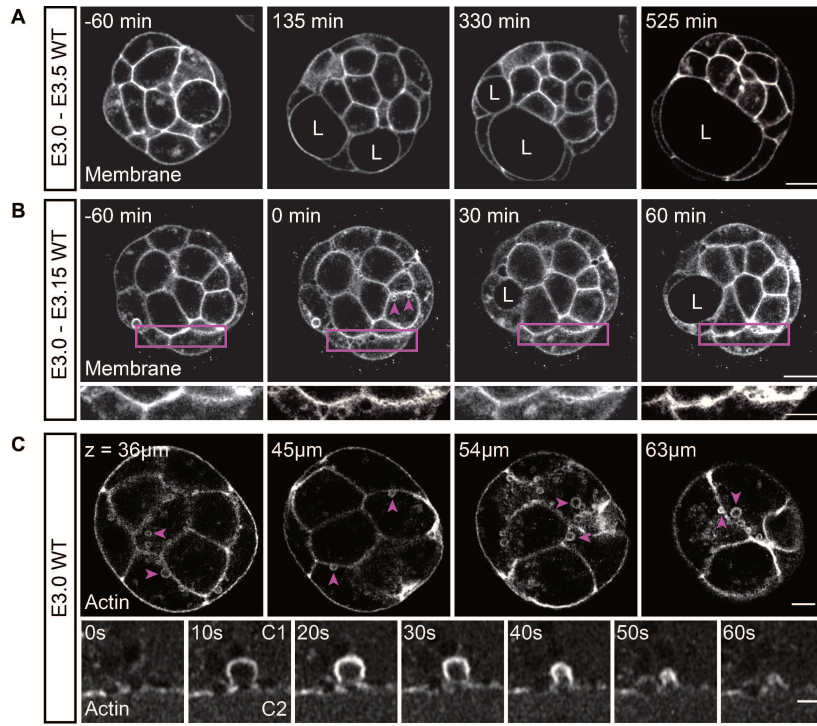 A
E3.0 - E3.5 WT
-60 min
135 min
330 min
525 min
L
L
L
L
L
Membrane
B
E3.0 - E3.15 WT
-60 min
0 min
30 min
60 min
L
L
Membrane
C
E3.0 WT
z = 36μm
45μm
54μm
63μm
Actin
0s
10s
C1
20s
30s
40s
50s
60s
Actin
C2